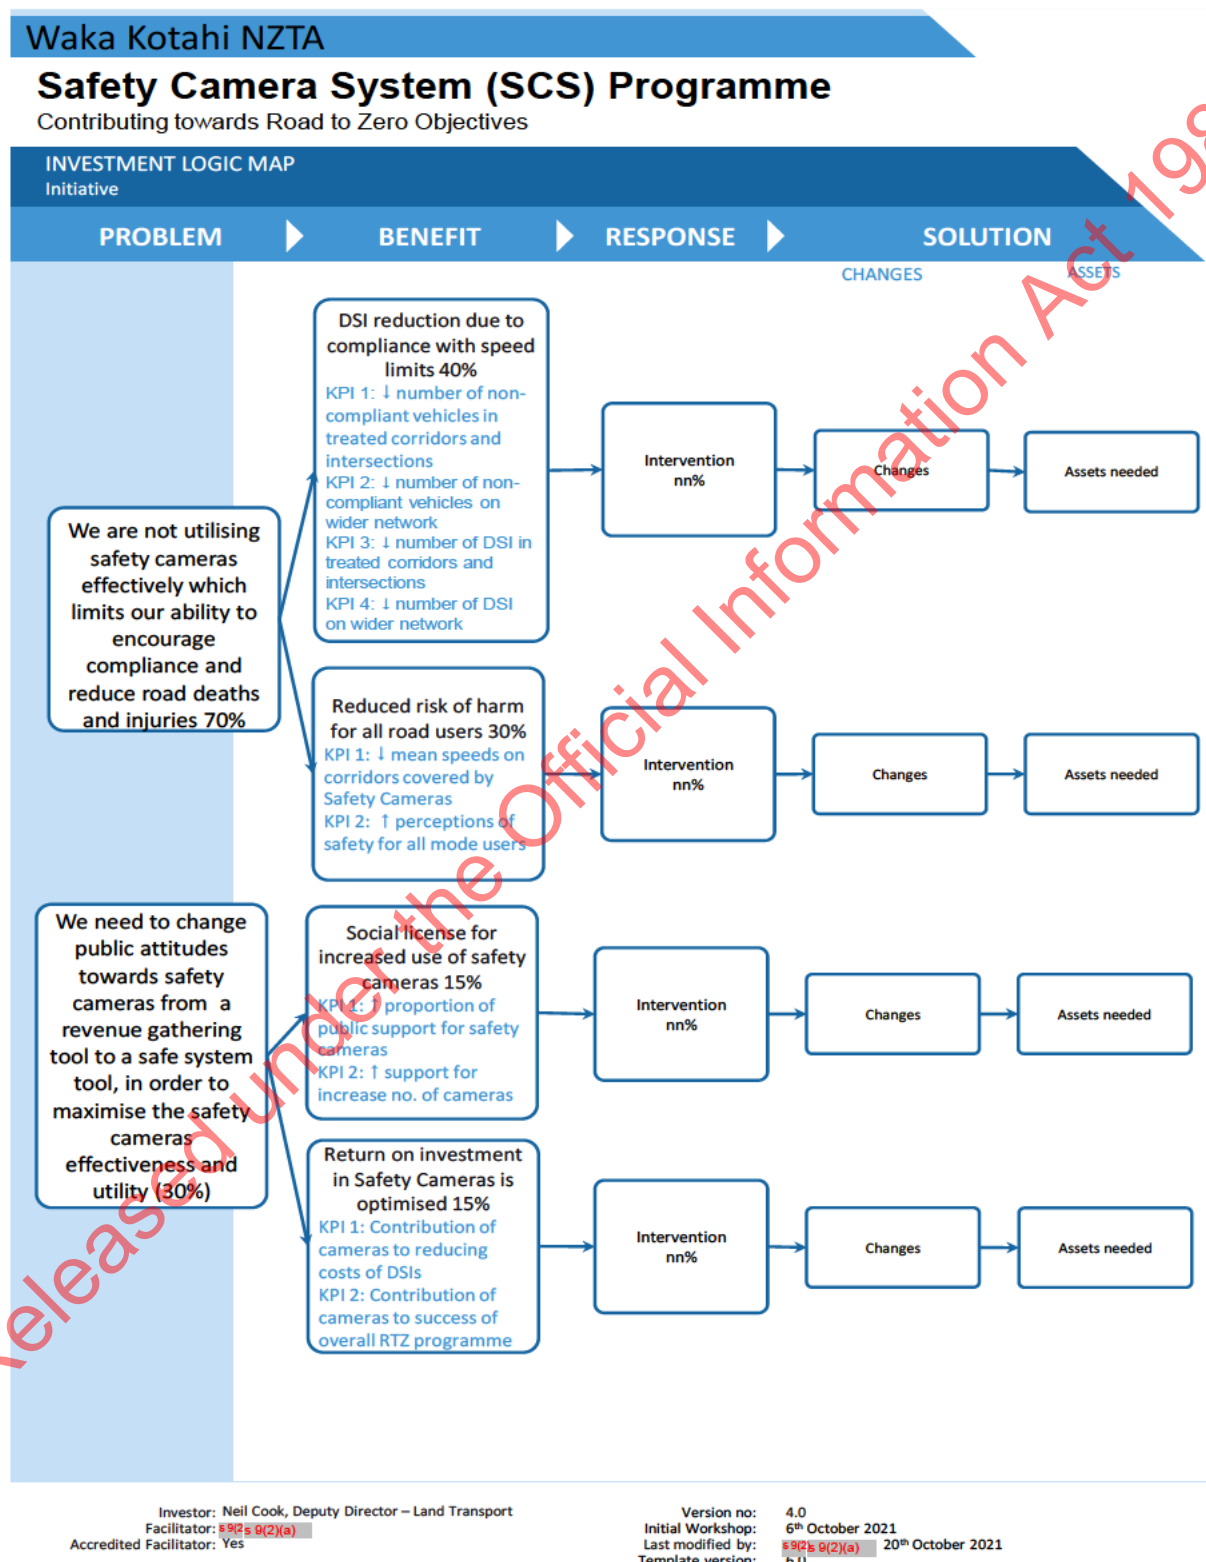 Waka Kotahi NZTA
Safety Camera System (SCS) Programme
Contributing towards Road to Zero Objectives
INVESTMENT LOGIC MAP
Initiative
PROBLEM
BENEFIT
RESPONSE
SOLUTION
CHANGES
ASSETS
We are not utilising
safety cameras
effectively which
limits our ability to
encourage
compliance and
reduce road deaths
and injuries 70%
DSI reduction due to
compliance with speed
limits 40%
KPI 1: ↓ number of non-
compliant vehicles in
treated corridors and
intersections
KPI 2: ↓ number of non-
compliant vehicles on
wider network
KPI 3: ↓ number of DSI in
treated corridors and
intersections
KPI 4: ↓ number of DSI
on wider network
Intervention
nn%
Changes
Assets needed
Reduced risk of harm
for all road users 30%
KPI 1: ↓ mean speeds on
corridors covered by
Safety Cameras
KPI 2: ↑ perceptions of
safety for all mode users
Intervention
nn%
Changes
Assets needed
We need to change
public attitudes
towards safety
cameras from a
revenue gathering
tool to a safe system
tool, in order to
maximise the safety
cameras
effectiveness and
utility (30%)
Social license for
increased use of safety
cameras 15%
KPI 1: ↑ proportion of
public support for safety
cameras
KPI 2: ↑ support for
increase no. of cameras
Intervention
nn%
Changes
Assets needed
Return on investment
in Safety Cameras is
optimised 15%
KPI 1: Contribution of
cameras to reducing
costs of DSIs
KPI 2: Contribution of
cameras to success of
overall RTZ programme
Intervention
nn%
Changes
Assets needed
Released under the Official Information Act 198
Investor: Neil Cook, Deputy Director – Land Transport
Facilitator: s 9(2 s 9(2)(a)
Accredited Facilitator: Yes
Version no: 4.0
Initial Workshop: 6th October 2021
Last modified by: s 9(2) s 9(2)(a) 20th October 2021
Template version: 6.0